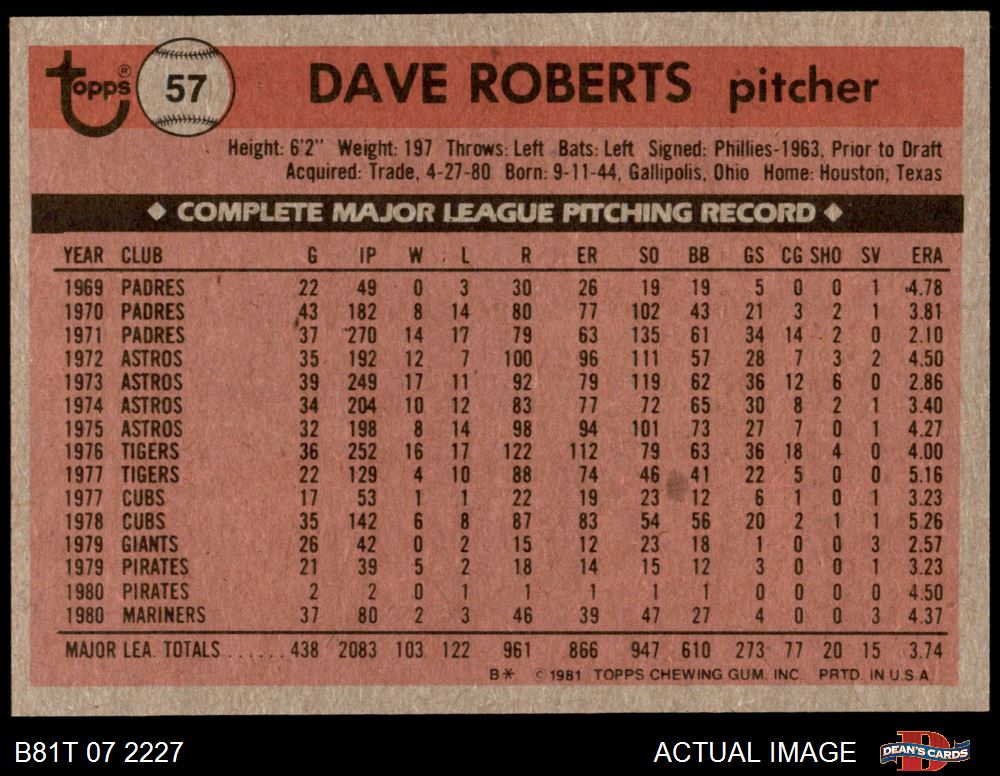 topps® 57 DAVE ROBERTS pitcher
Height: 6'2" Weight: 197 Throws: Left Bats: Left Signed: Phillies-1963, Prior to Draft
Acquired: Trade, 4-27-80 Born: 9-11-44, Gallipolis, Ohio Home: Houston, Texas
◆ COMPLETE MAJOR LEAGUE PITCHING RECORD ◆
YEAR CLUB G IP W L R ER SO BB GS CG SHO SV ERA
1969 PADRES 22 49 0 3 30 26 19 19 5 0 0 1 4.78
1970 PADRES 43 182 8 14 80 77 102 43 21 3 2 1 3.81
1971 PADRES 37 270 14 17 79 63 135 61 34 14 2 0 2.10
1972 ASTROS 35 192 12 7 100 96 111 57 28 7 3 2 4.50
1973 ASTROS 39 249 17 11 92 79 119 62 36 12 6 0 2.86
1974 ASTROS 34 204 10 12 83 77 72 65 30 8 2 1 3.40
1975 ASTROS 32 198 8 14 98 94 101 73 27 7 0 1 4.27
1976 TIGERS 36 252 16 17 122 112 79 63 36 18 4 0 4.00
1977 TIGERS 22 129 4 10 88 74 46 41 22 5 0 0 5.16
1977 CUBS 17 53 1 1 22 19 23 12 6 1 0 1 3.23
1978 CUBS 35 142 6 8 87 83 54 56 20 2 1 1 5.26
1979 GIANTS 26 42 0 2 15 12 23 18 1 0 0 3 2.57
1979 PIRATES 21 39 5 2 18 14 15 12 3 0 0 1 3.23
1980 PIRATES 2 2 0 1 1 1 1 1 0 0 0 0 4.50
1980 MARINERS 37 80 2 3 46 39 47 27 4 0 0 3 4.37
MAJOR LEA. TOTALS ...... 438 2083 103 122 961 866 947 610 273 77 20 15 3.74
B* © 1981 TOPPS CHEWING GUM, INC. PRTD. IN U.S.A.
B81T 07 2227 ACTUAL IMAGE D DEAN'S CARDS